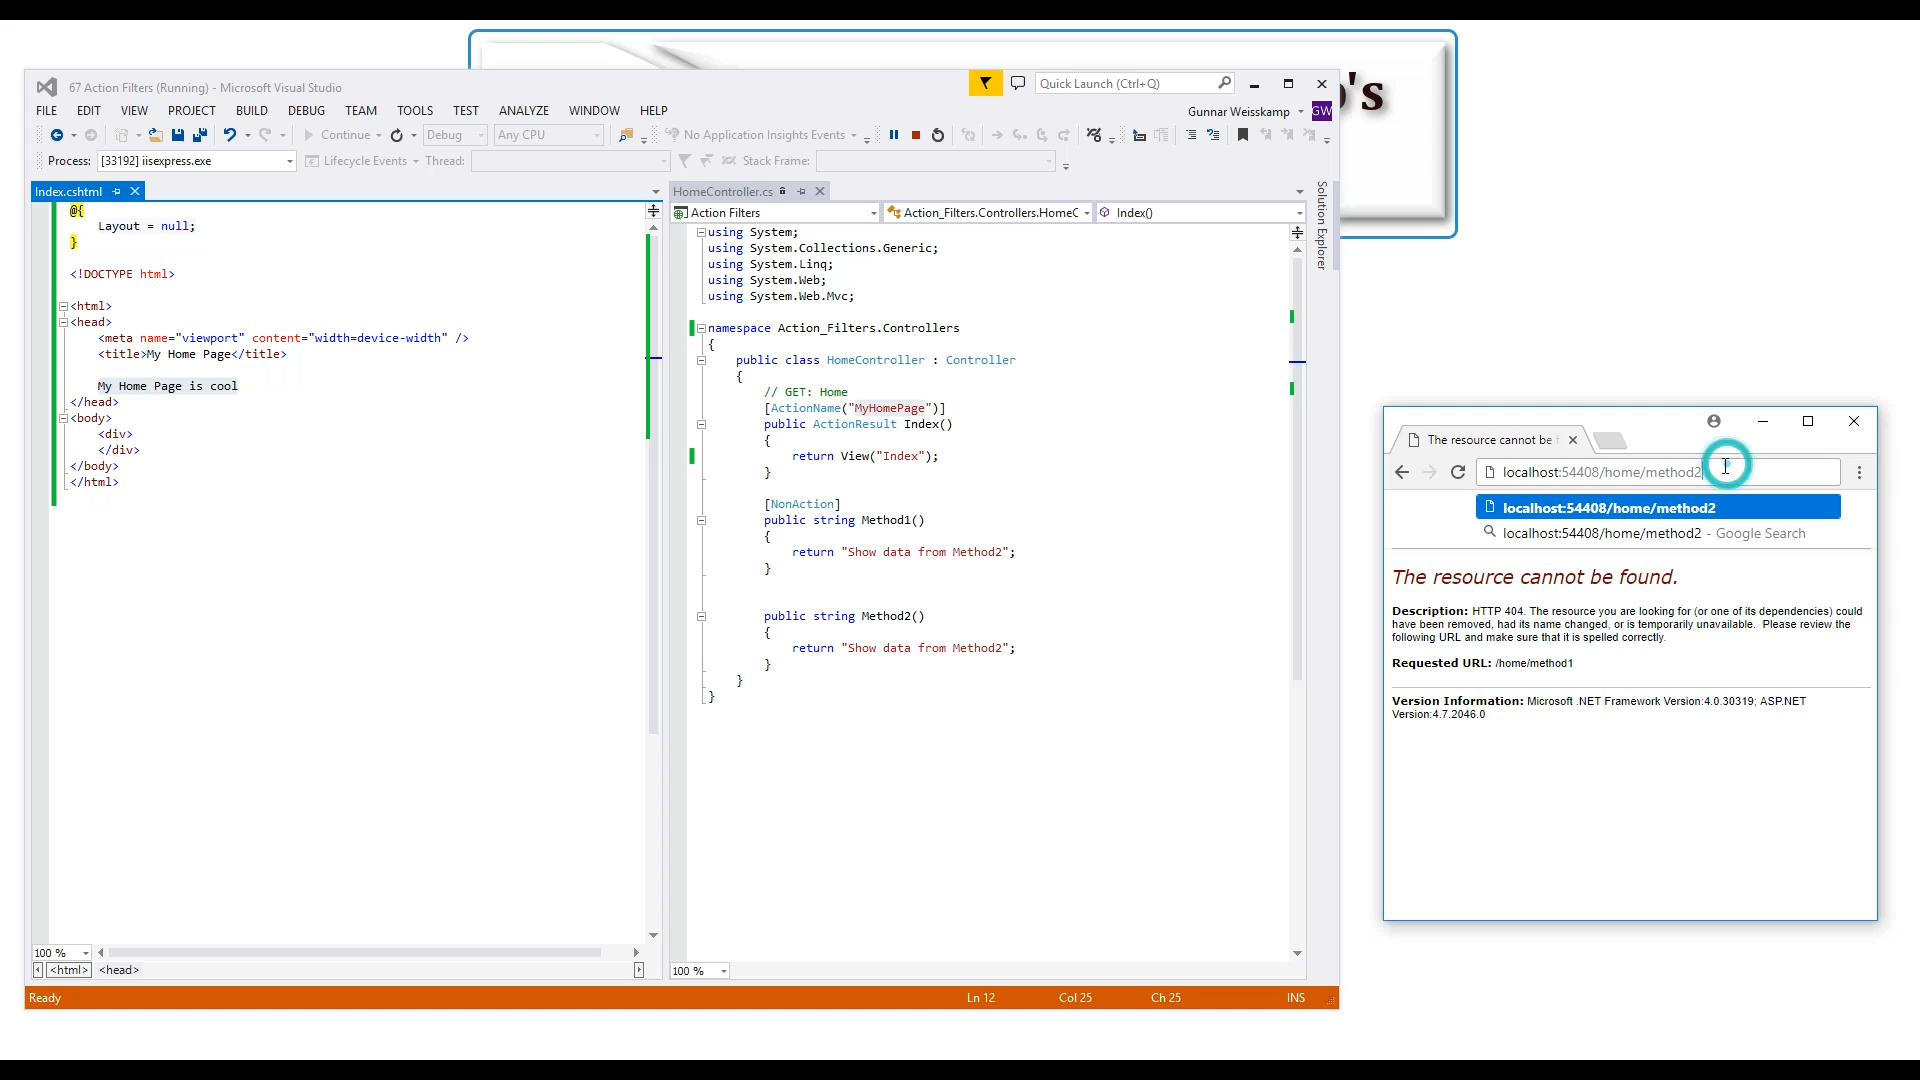 's
67 Action Filters (Running) - Microsoft Visual Studio
Quick Launch (Ctrl+Q)
FILE EDIT VIEW PROJECT BUILD DEBUG TEAM TOOLS TEST ANALYZE WINDOW HELP
Gunnar Weisskamp GW
Continue Debug Any CPU No Application Insights Events
Process: [33192] iisexpress.exe Lifecycle Events Thread: Stack Frame:
Index.cshtml
@{
Layout = null;
}
<!DOCTYPE html>
<html>
<head>
<meta name="viewport" content="width=device-width" />
<title>My Home Page</title>
My Home Page is cool
</head>
<body>
<div>
</div>
</body>
</html>
100 %
<html> <head>
HomeController.cs
Action Filters Action_Filters.Controllers.HomeC Index()
using System;
using System.Collections.Generic;
using System.Linq;
using System.Web;
using System.Web.Mvc;
namespace Action_Filters.Controllers
{
public class HomeController : Controller
{
// GET: Home
[ActionName("MyHomePage")]
public ActionResult Index()
{
return View("Index");
}
[NonAction]
public string Method1()
{
return "Show data from Method2";
}
public string Method2()
{
return "Show data from Method2";
}
}
}
100 %
Solution Explorer
Ready Ln 12 Col 25 Ch 25 INS
The resource cannot be f
localhost:54408/home/method2
localhost:54408/home/method2
localhost:54408/home/method2 - Google Search
The resource cannot be found.
Description: HTTP 404. The resource you are looking for (or one of its dependencies) could
have been removed, had its name changed, or is temporarily unavailable. Please review the
following URL and make sure that it is spelled correctly.
Requested URL: /home/method1
Version Information: Microsoft .NET Framework Version:4.0.30319; ASP.NET
Version:4.7.2046.0